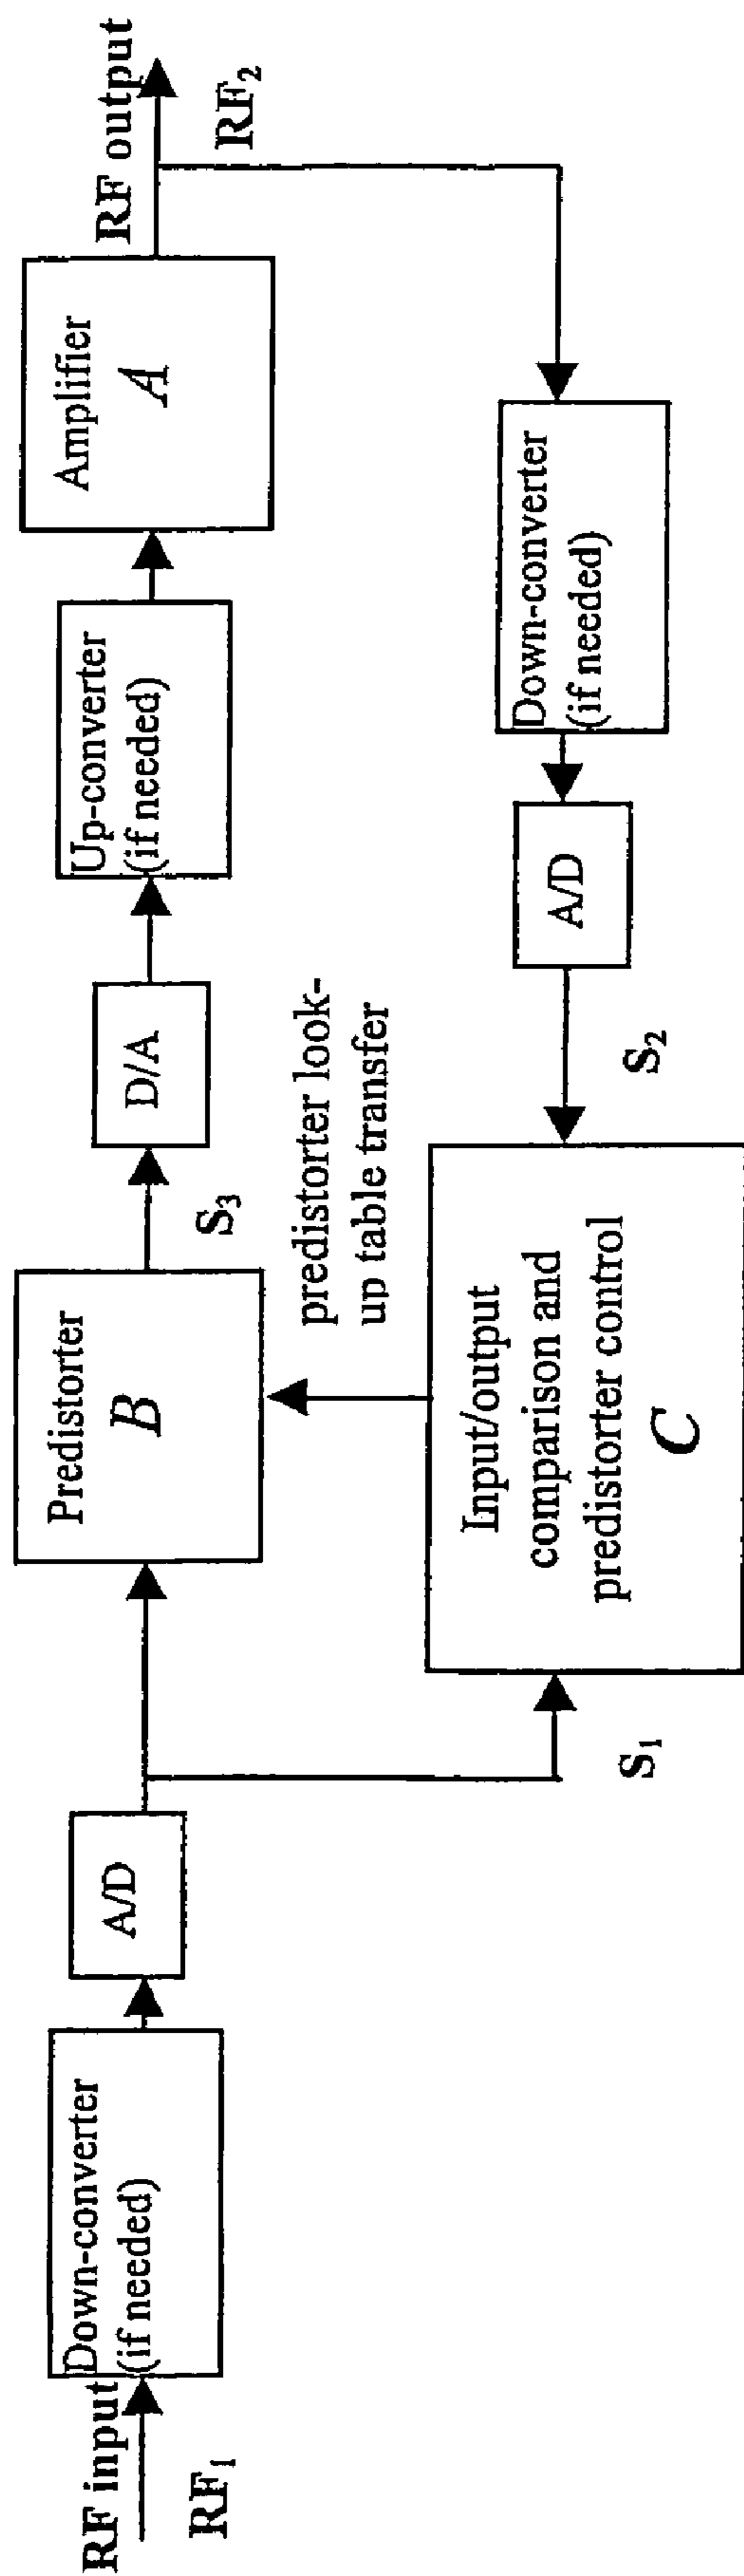 RF input
RF₁
Down-converter
(if needed)
A/D
S₁
Predistorter
B
S₃
D/A
Up-converter
(if needed)
Amplifier
A
RF output
RF₂
predistorter look-
up table transfer
Input/output
comparison and
predistorter control
C
S₂
A/D
Down-converter
(if needed)